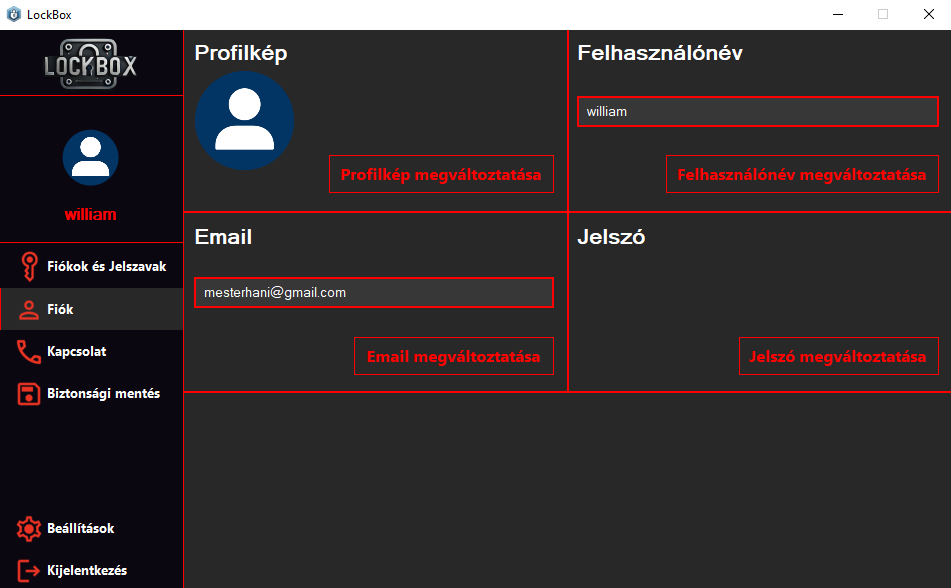 LockBox
LOCKBOX
william
Fiókok és Jelszavak
Fiók
Kapcsolat
Biztonsági mentés
Beállítások
Kijelentkezés
Profilkép
Profilkép megváltoztatása
Felhasználónév
william
Felhasználónév megváltoztatása
Email
mesterhani@gmail.com
Email megváltoztatása
Jelszó
Jelszó megváltoztatása